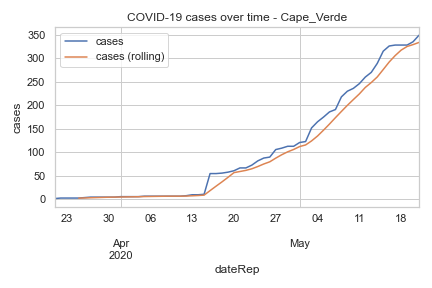 COVID-19 cases over time - Cape_Verde
cases
cases (rolling)
cases
350
300
250
200
150
100
50
0
23 30 06 13 20 27 04 11 18
Apr May
2020
dateRep